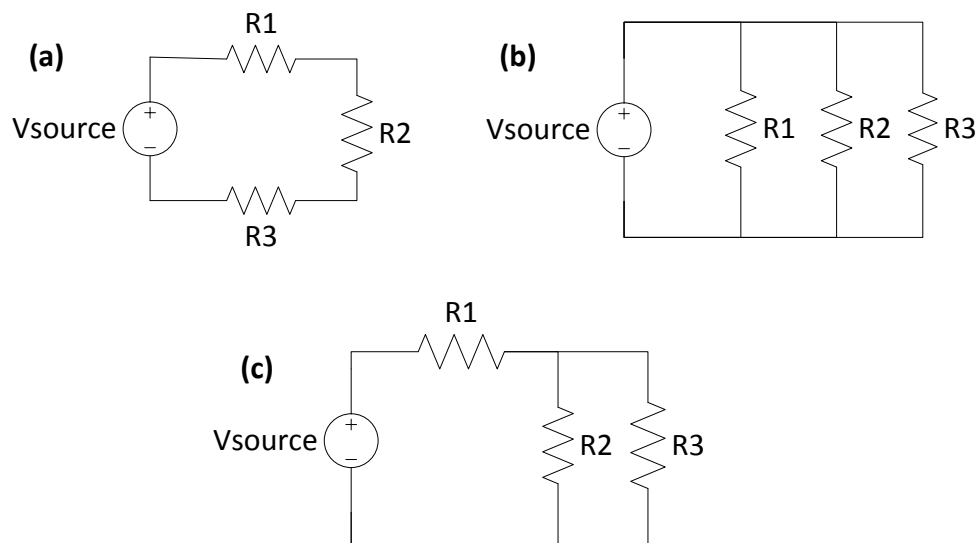 (a)
R1
Vsource
+
−
R2
R3
(b)
Vsource
+
−
R1
R2
R3
(c)
R1
Vsource
+
−
R2
R3